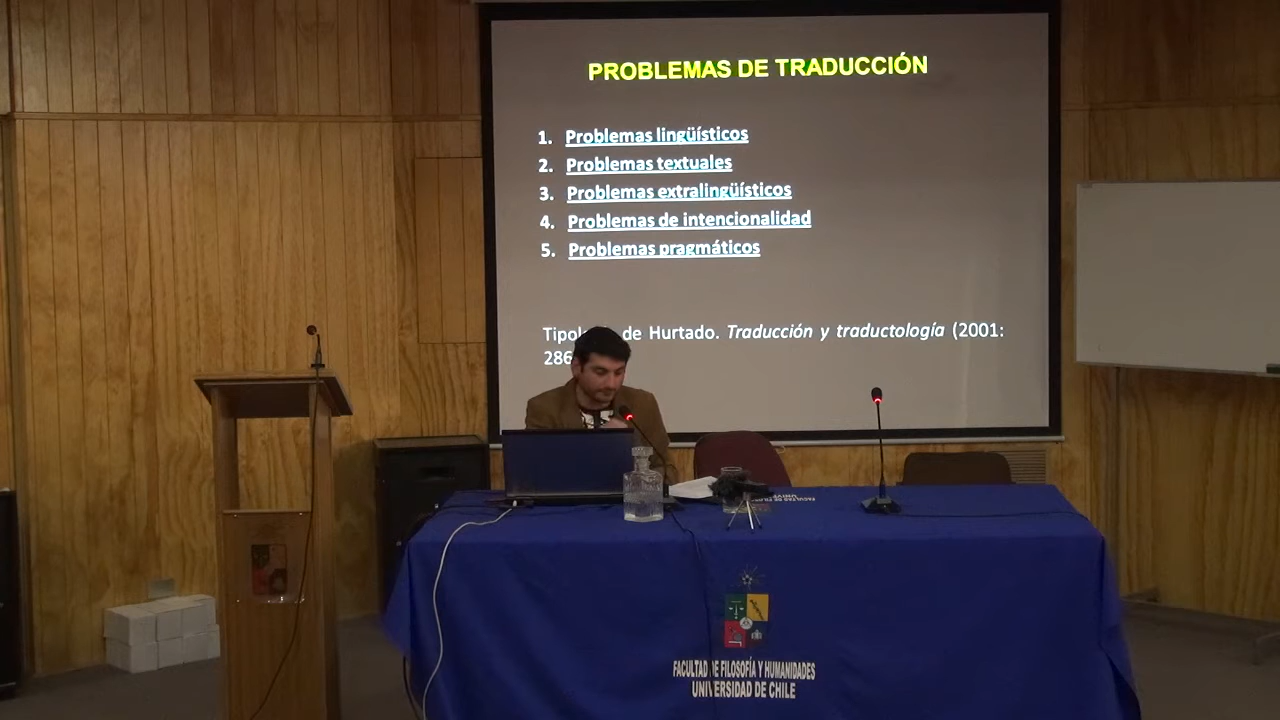 PROBLEMAS DE TRADUCCIÓN
1. Problemas lingüísticos
2. Problemas textuales
3. Problemas extralingüísticos
4. Problemas de intencionalidad
5. Problemas pragmáticos
de Hurtado. Traducción y traductología (2001:
286
FACULTAD DE FILOSOFÍA Y HUMANIDADES
UNIVERSIDAD DE CHILE